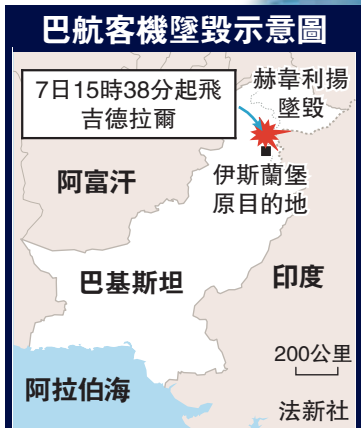 巴航客機墜毀示意圖
7日15時38分起飛
吉德拉爾
赫韋利揚
墜毀
伊斯蘭堡
原目的地
阿富汗
巴基斯坦
印度
200公里
阿拉伯海
法新社